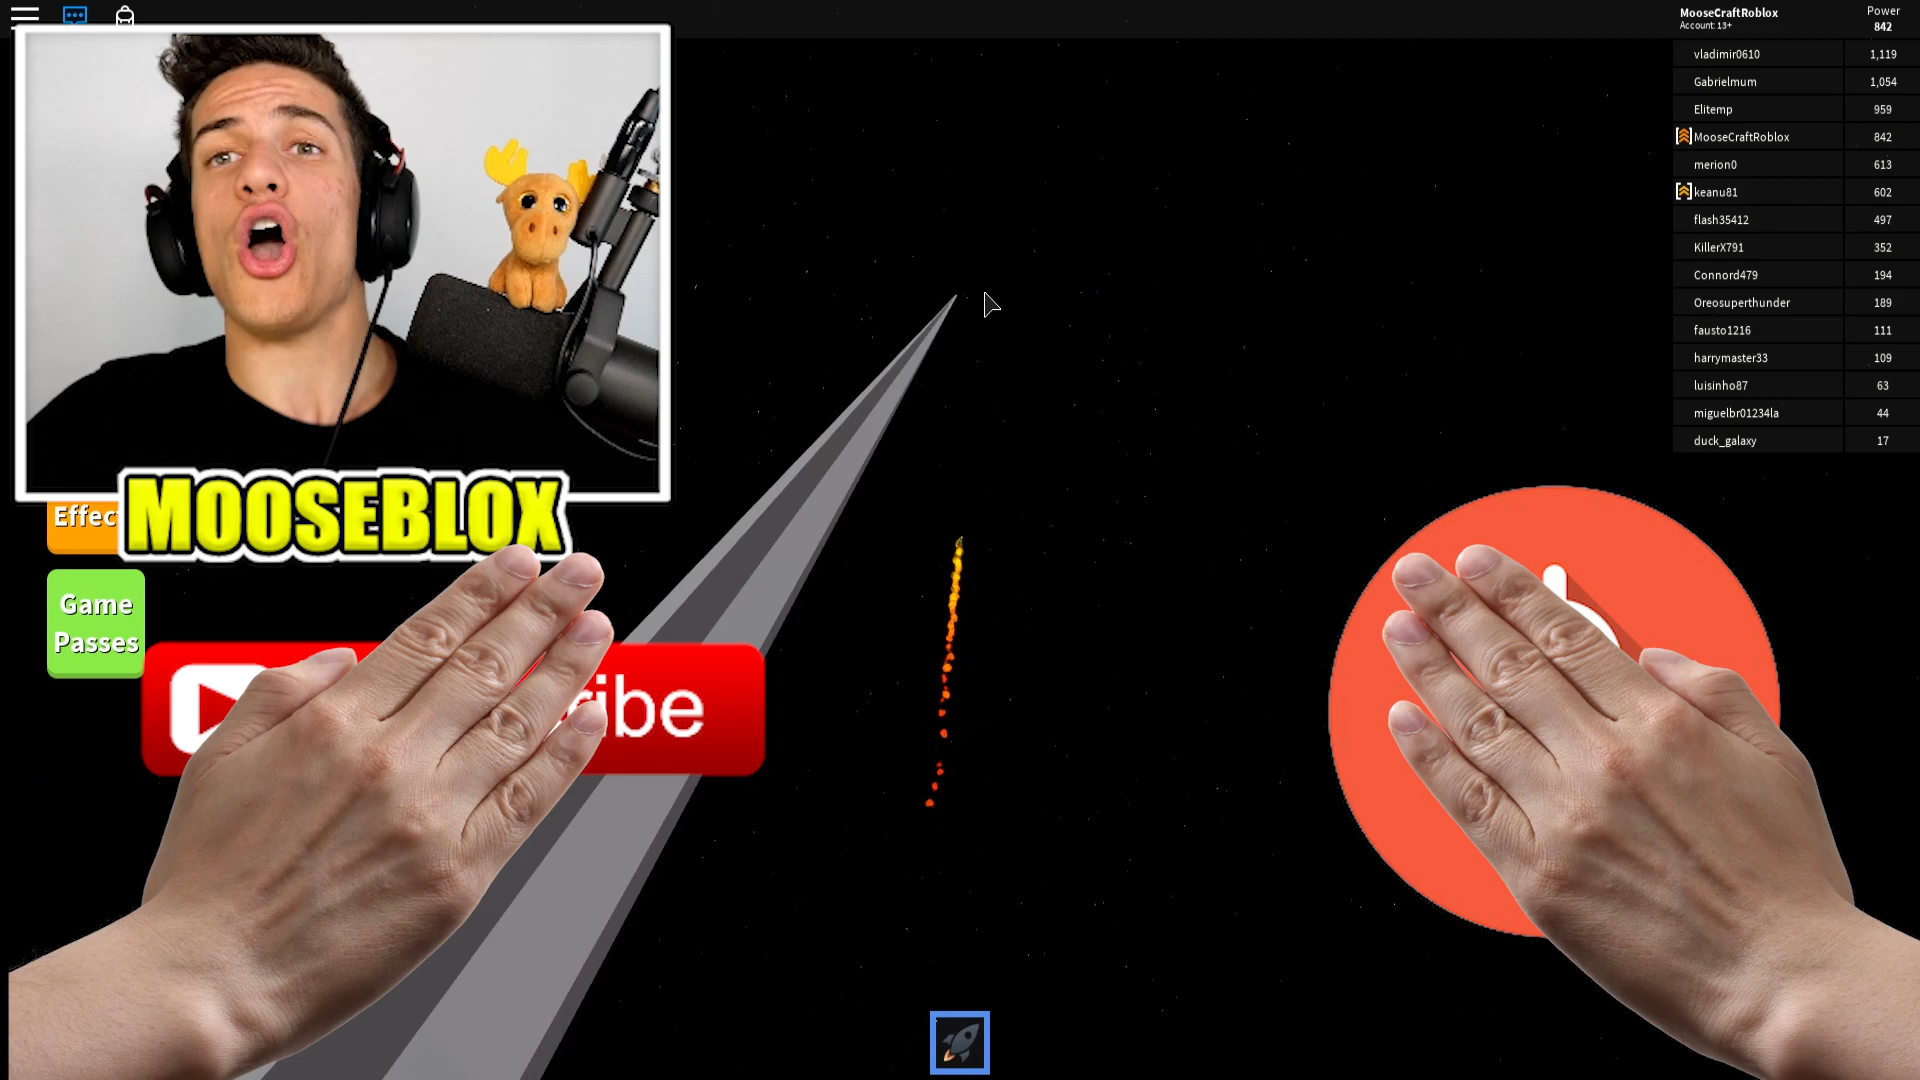 MooseCraftRoblox
Account: 13+
Power
842
vladimir0610 1,119
Gabrielmum 1,054
Elitemp 959
MooseCraftRoblox 842
merion0 613
keanu81 602
flash35412 497
KillerX791 352
Connord479 194
Oreosuperthunder 189
fausto1216 111
harrymaster33 109
luisinho87 63
miguelbr01234la 44
duck_galaxy 17
MOOSEBLOX
Effec
Game
Passes
ibe